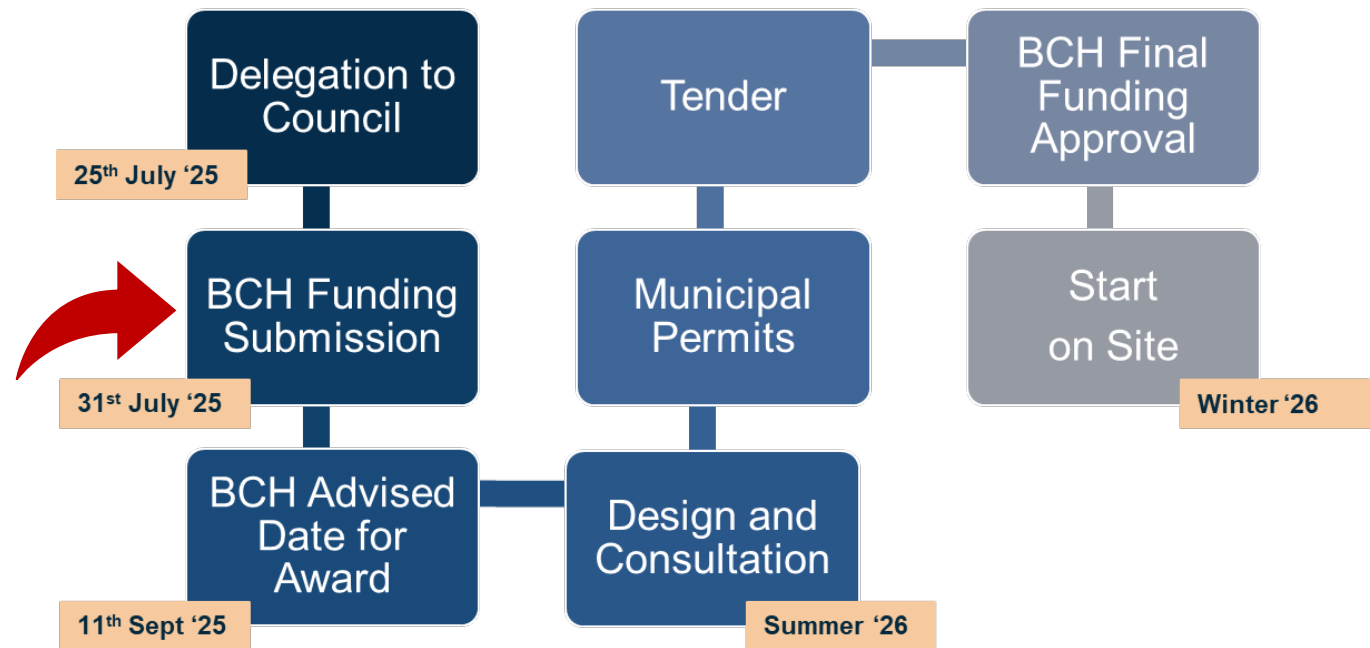 Delegation to
Council
25th July ‘25
BCH Funding
Submission
31st July ‘25
BCH Advised
Date for
Award
11th Sept ‘25
Design and
Consultation
Summer ‘26
Municipal
Permits
Tender
BCH Final
Funding
Approval
Start
on Site
Winter ‘26